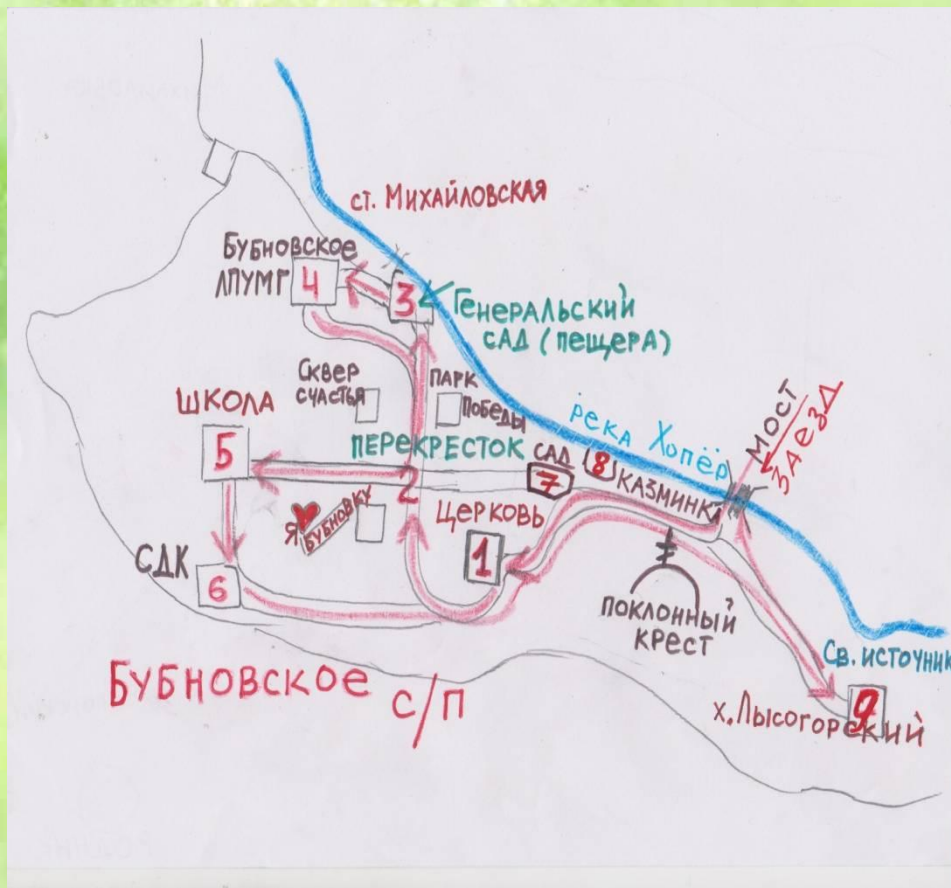 ст. Михайловская
Бубновское
ЛПУМГ
4
3
Генеральский
сад (пещера)
Сквер
счастья
парк
Победы
школа
5
перекресток
2
сад
7
8
Казминка
река Хопёр
мост
заезд
Я
Бубновку
церковь
1
СДК
6
поклонный
крест
Св. источник
9
х. Лысогорский
Бубновское с/п